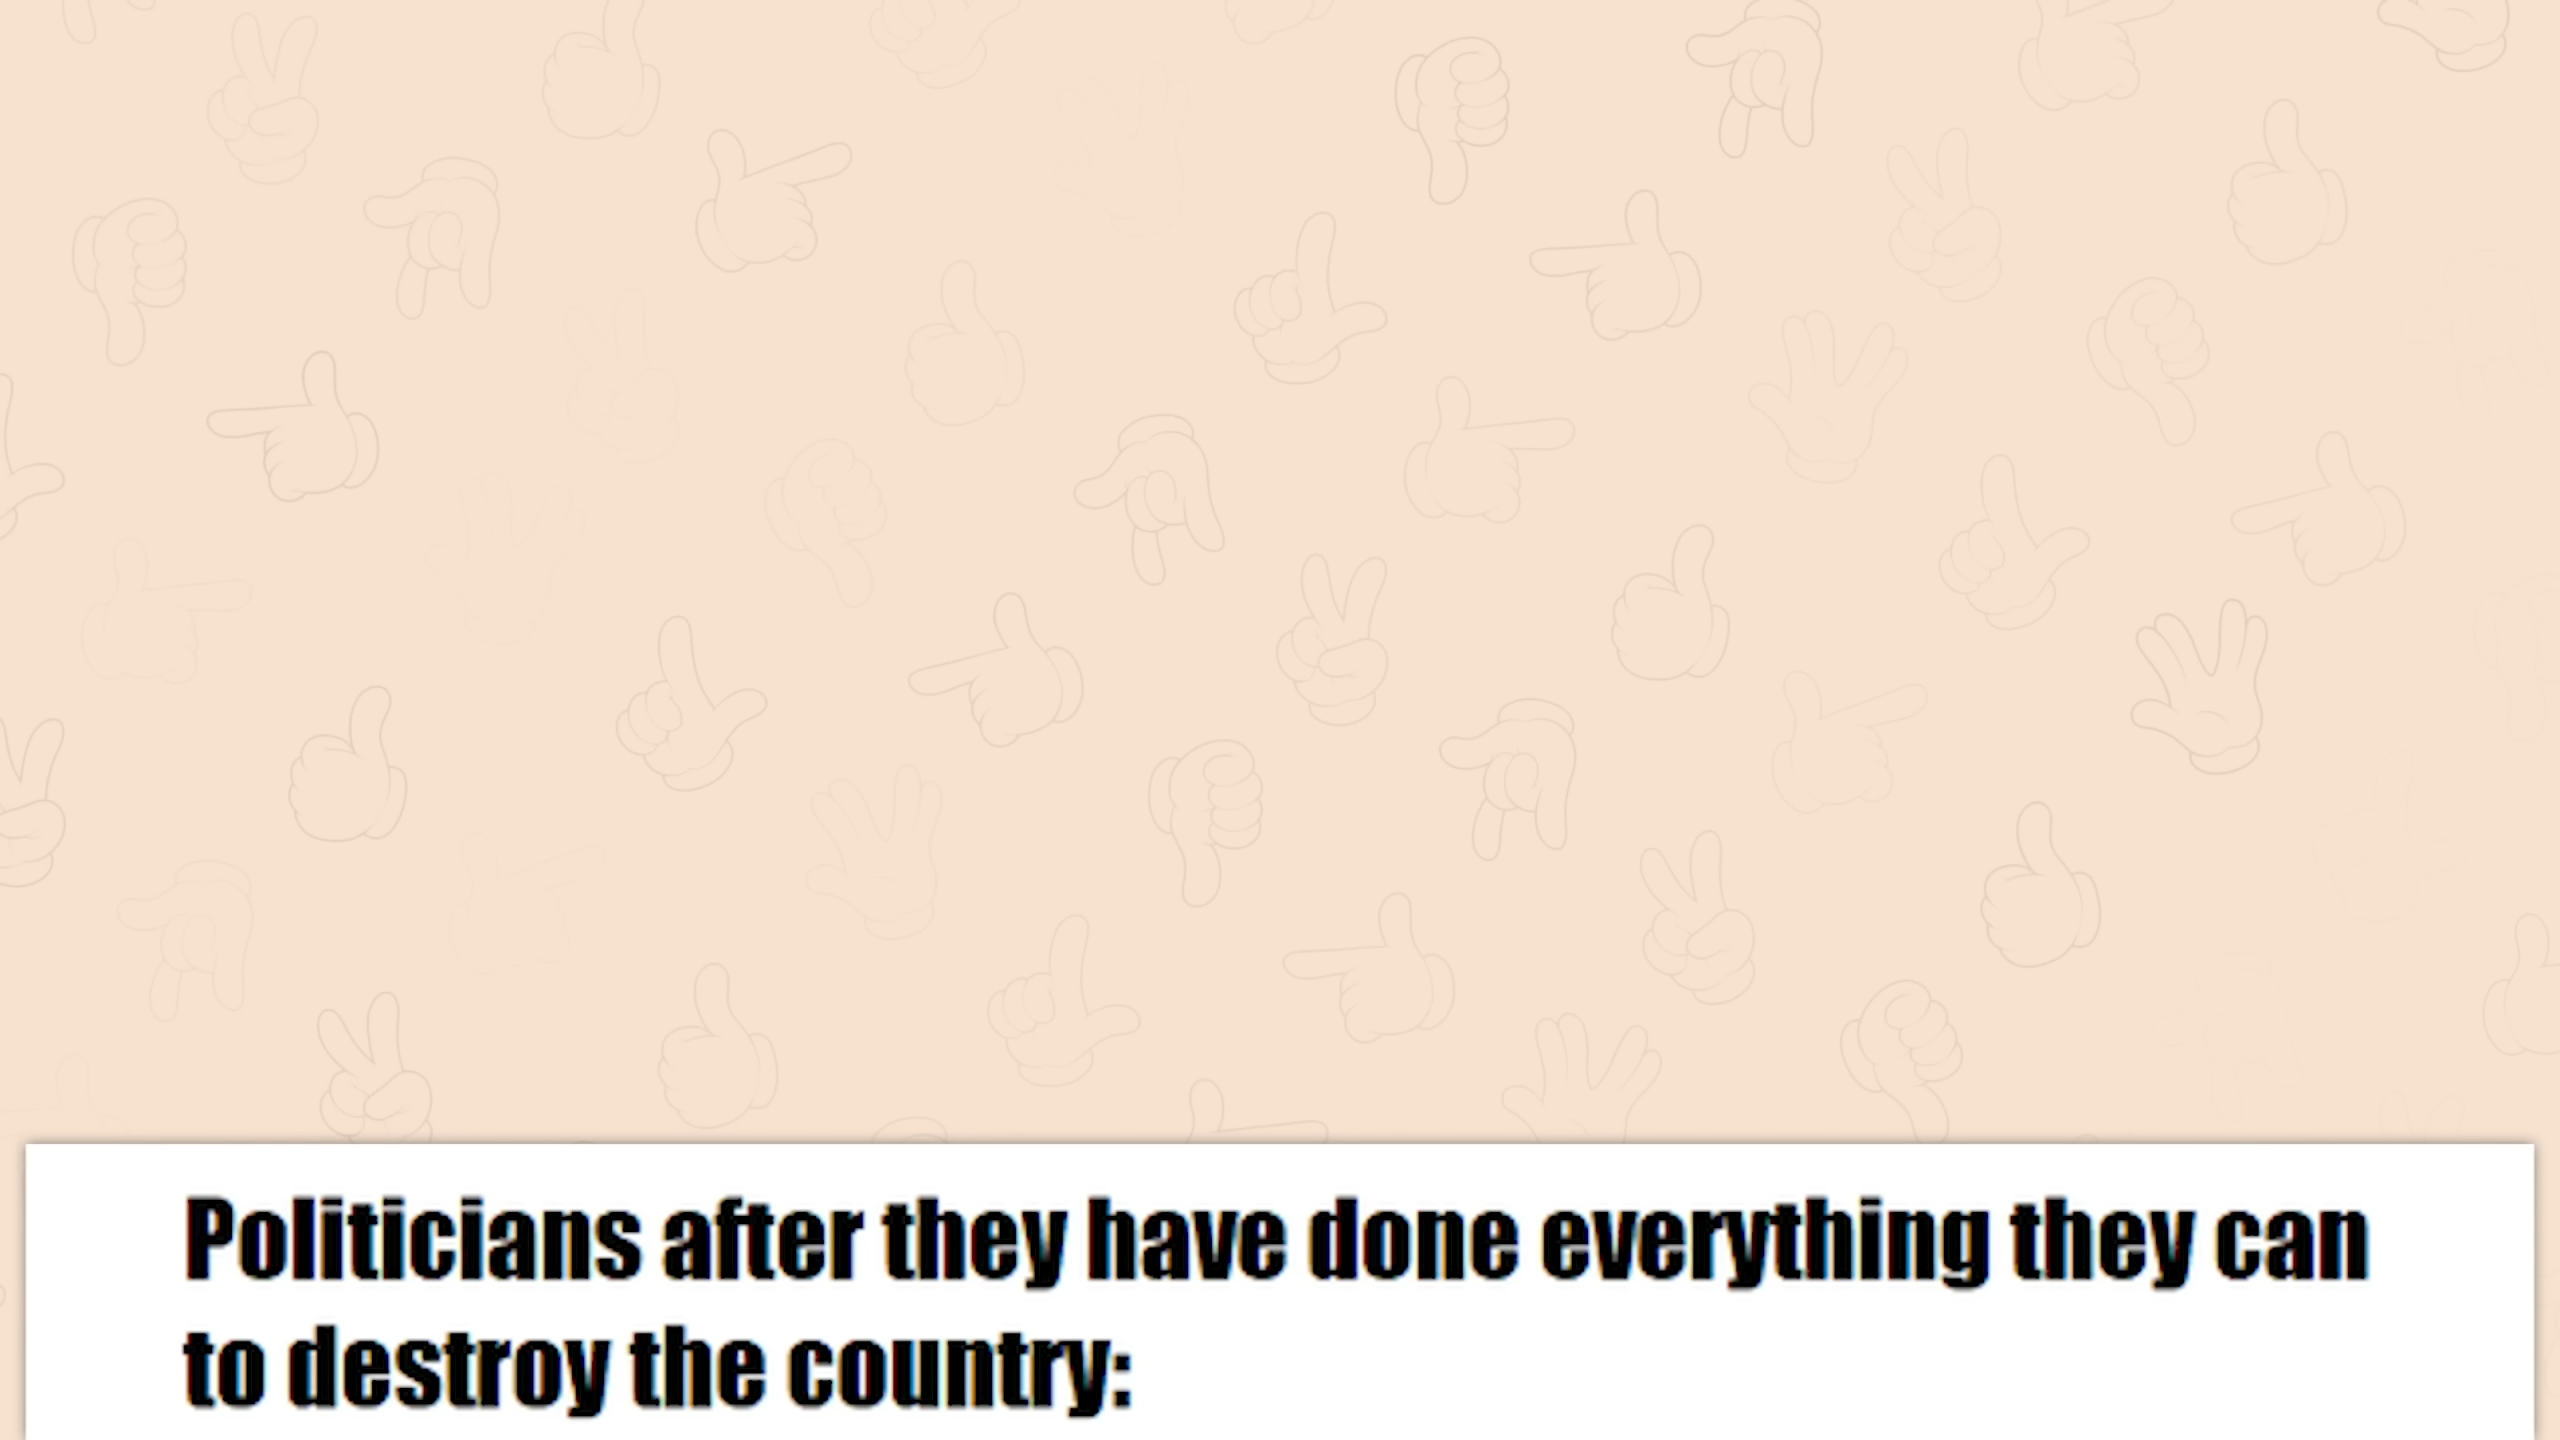 Politicians after they have done everything they can
to destroy the country: